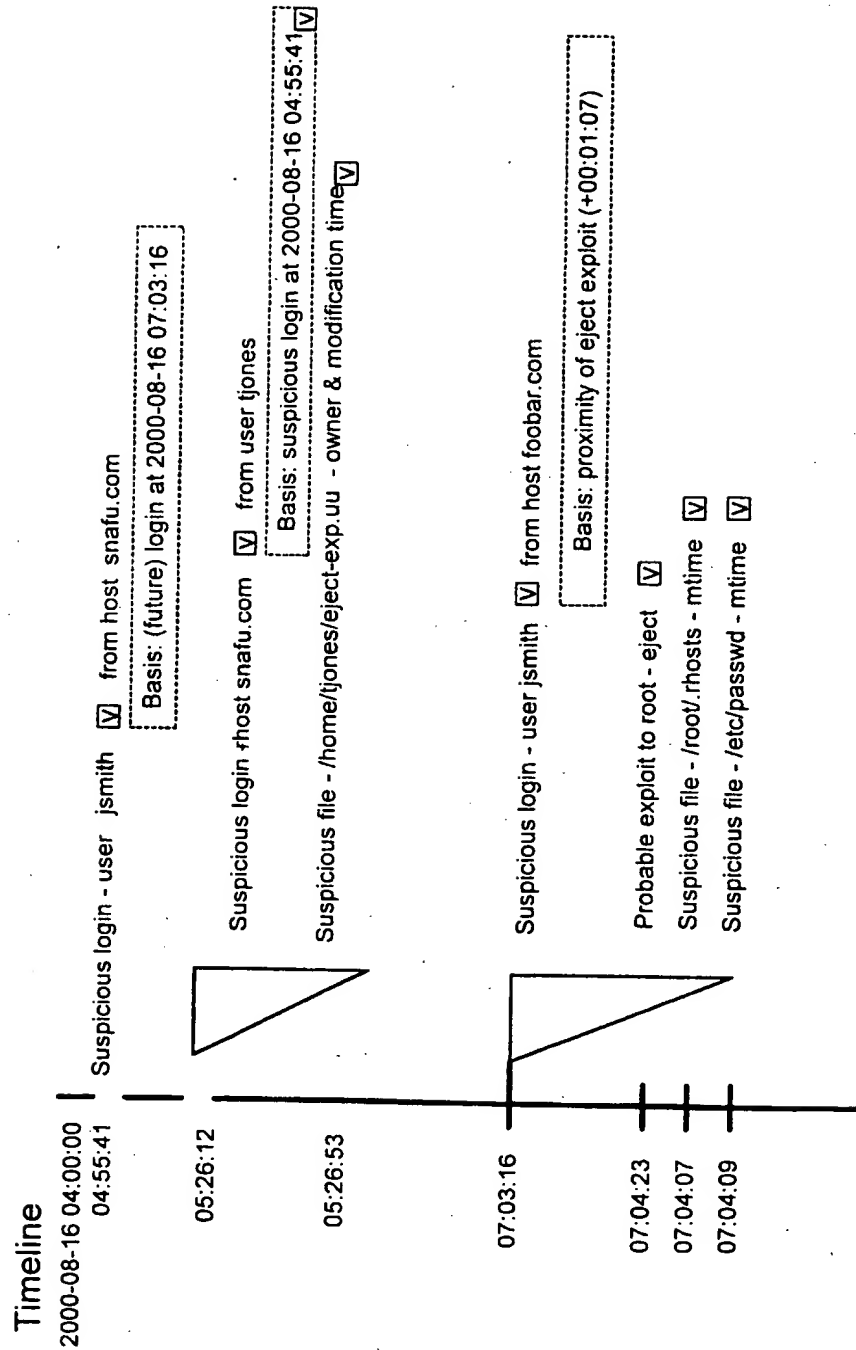 Timeline
2000-08-16 04:00:00
04:55:41
Suspicious login - user jsmith V from host snafu.com
Basis: (future) login at 2000-08-16 07:03:16
05:26:12
Suspicious login -rhost snafu.com V from user tjones
Basis: suspicious login at 2000-08-16 04:55:41 V
05:26:53
Suspicious file - /home/tjones/eject-exp.uu - owner & modification time V
07:03:16
Suspicious login - user jsmith V from host foobar.com
Basis: proximity of eject exploit (+00:01:07)
07:04:23
Probable exploit to root - eject V
07:04:07
Suspicious file - /root/.rhosts - mtime V
07:04:09
Suspicious file - /etc/passwd - mtime V